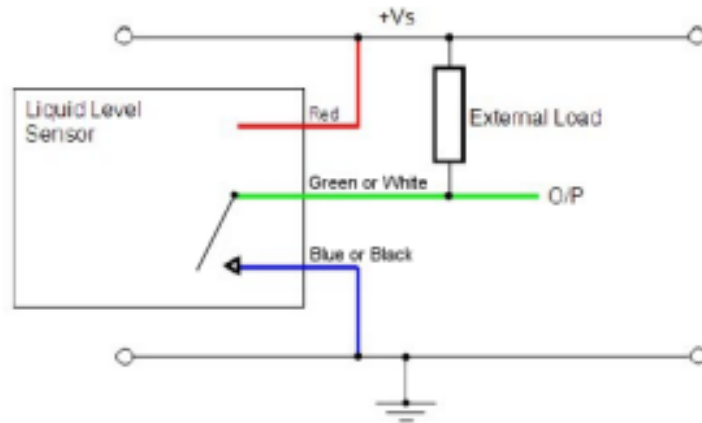 +Vs
Liquid Level
Sensor
Red
External Load
Green or White
O/P
Blue or Black